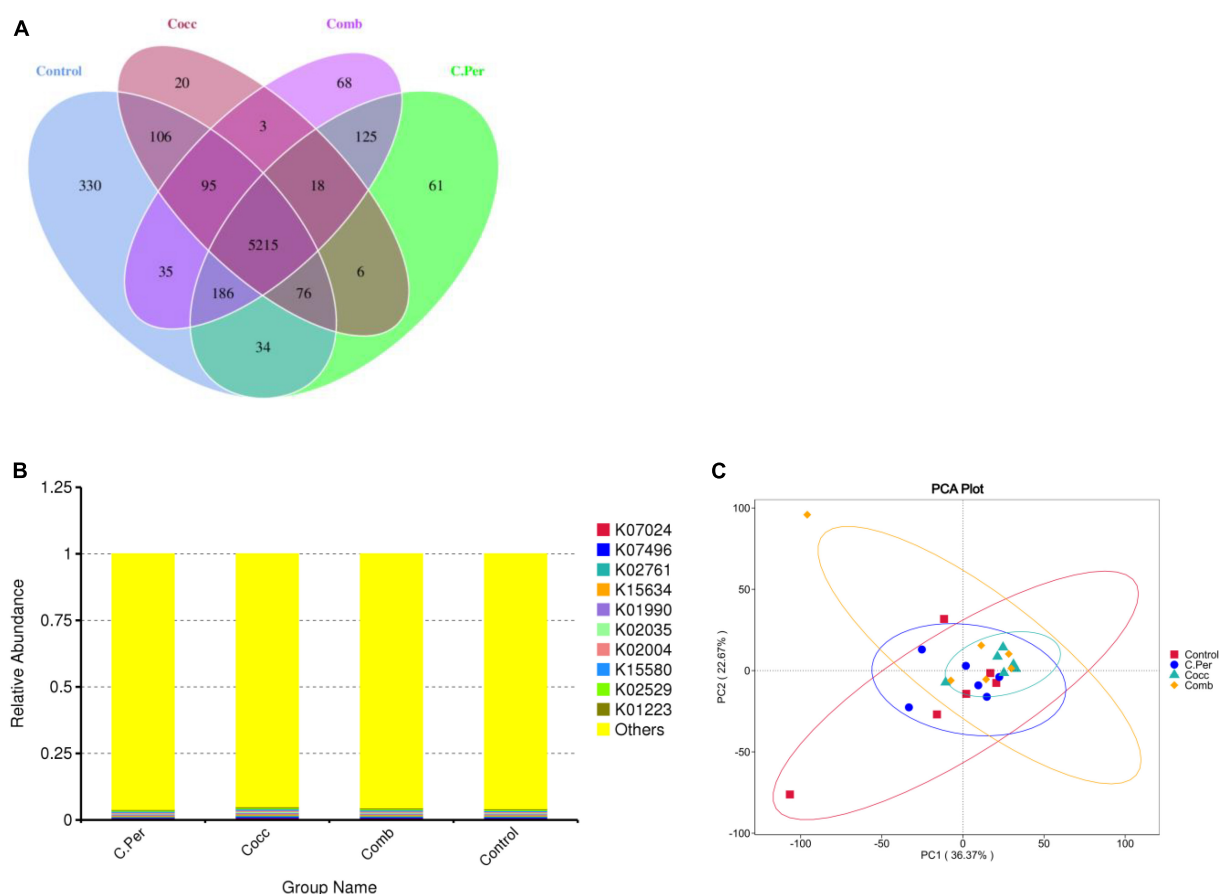 A
Cocc
Comb
Control
C.Per
20
68
106
3
125
330
95
18
61
5215
35
6
186
76
34
B
1.25
1
0.75
0.5
0.25
0
Relative Abundance
C.Per
Cocc
Comb
Control
Group Name
K07024
K07496
K02761
K15634
K01990
K02035
K02004
K15580
K02529
K01223
Others
C
PCA Plot
100
50
0
-50
-100
PC2 ( 22.67% )
-100
-50
0
50
100
PC1 ( 36.37% )
Control
C.Per
Cocc
Comb